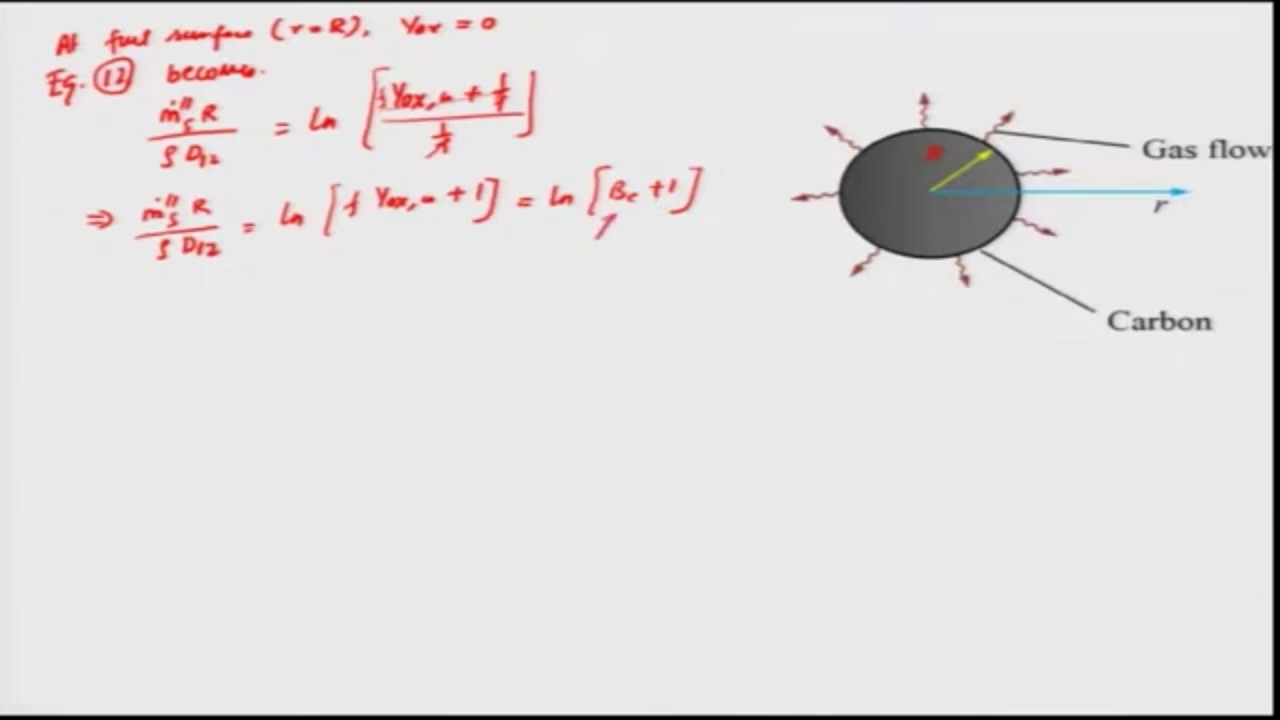 At fuel surface (r=R), Yox = 0
Eq. (12) becomes.
ṁ″s R / ρ D12 = ln [ (Yox,∞ + 1/f) / (1/f) ]
⇒ ṁ″s R / ρ D12 = ln [f Yox,∞ + 1] = ln [Bc + 1]
R
Gas flow
r
Carbon